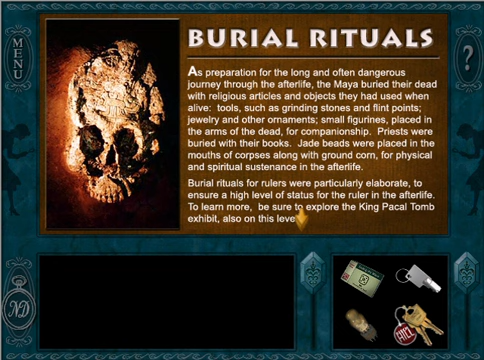 MENU
BURIAL RITUALS
?
As preparation for the long and often dangerous
journey through the afterlife, the Maya buried their dead
with religious articles and objects they had used when
alive: tools, such as grinding stones and flint points;
jewelry and other ornaments; small figurines, placed in
the arms of the dead, for companionship. Priests were
buried with their books. Jade beads were placed in the
mouths of corpses along with ground corn, for physical
and spiritual sustenance in the afterlife.
Burial rituals for rulers were particularly elaborate, to
ensure a high level of status for the ruler in the afterlife.
To learn more, be sure to explore the King Pacal Tomb
exhibit, also on this leve
ND